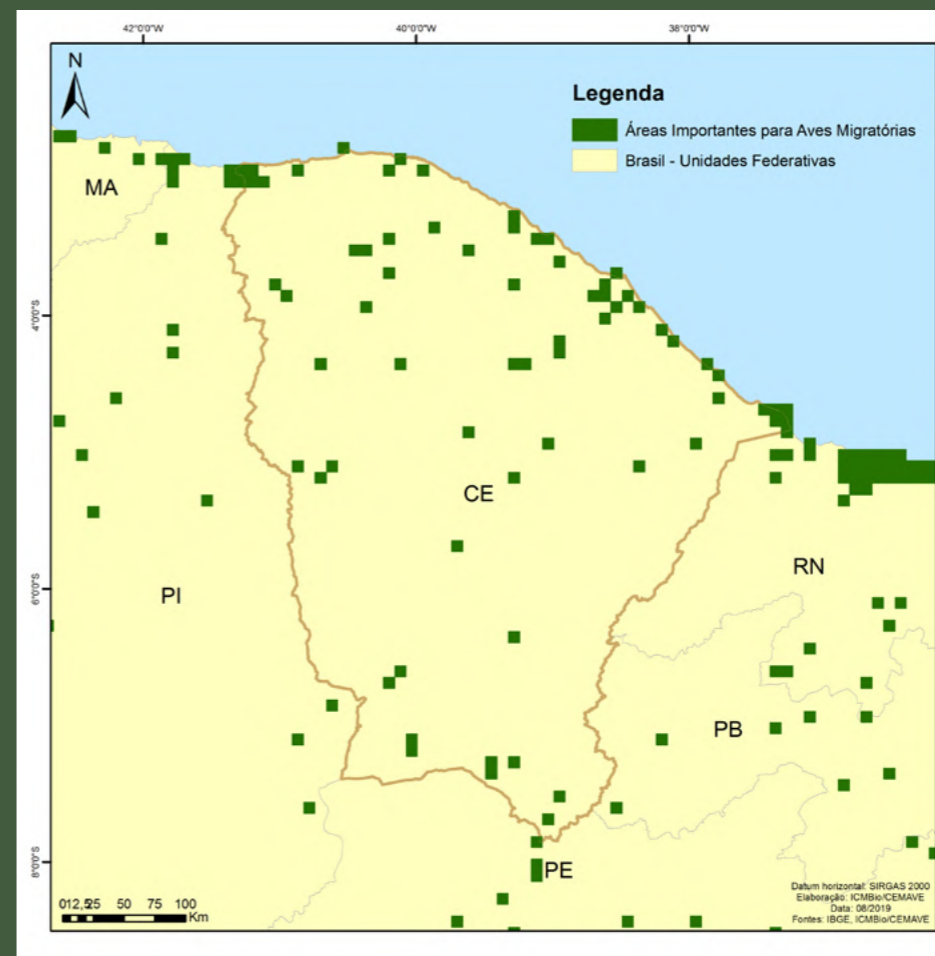 42°0'0"W 40°0'0"W 38°0'0"W
N
Legenda
Áreas Importantes para Aves Migratórias
Brasil - Unidades Federativas
MA
4°0'0"S
CE
RN
6°0'0"S
PI
PB
8°0'0"S
PE
012,525 50 75 100
Km
Datum horizontal: SIRGAS 2000
Elaboração: ICMBio/CEMAVE
Data: 08/2019
Fontes: IBGE, ICMBio/CEMAVE